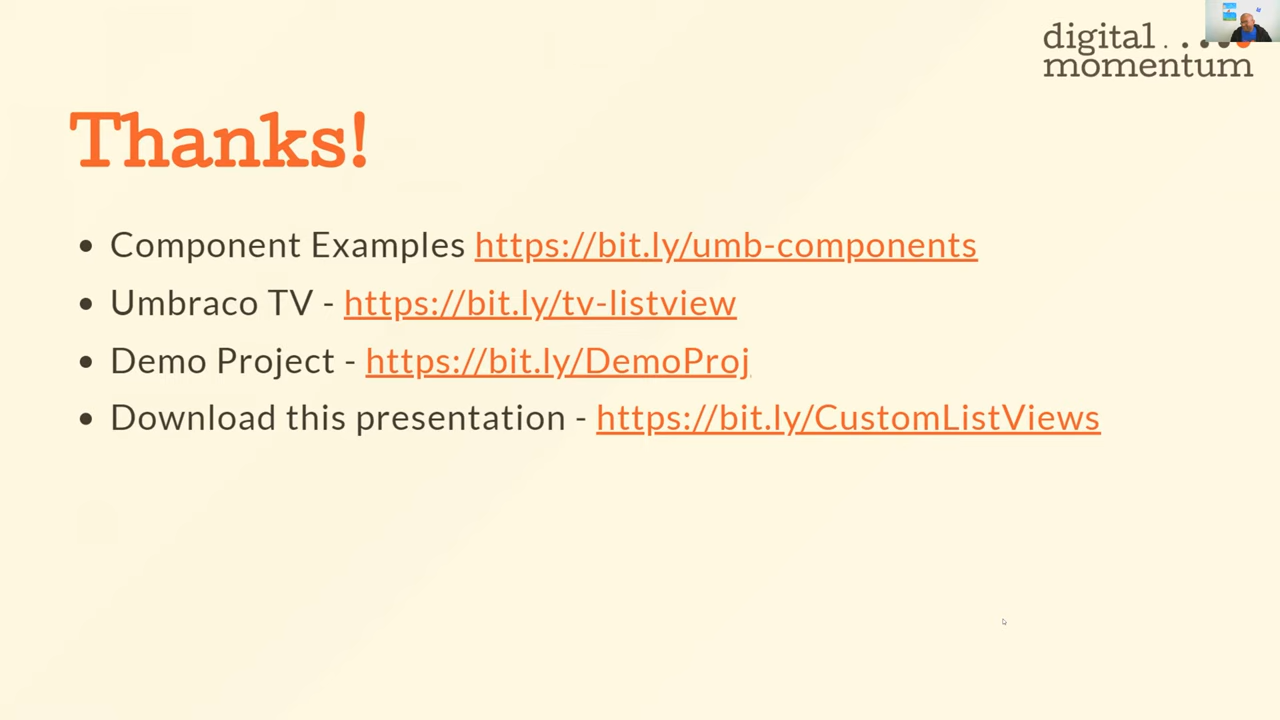 digital
momentum
Thanks!
• Component Examples https://bit.ly/umb-components
• Umbraco TV - https://bit.ly/tv-listview
• Demo Project - https://bit.ly/DemoProj
• Download this presentation - https://bit.ly/CustomListViews